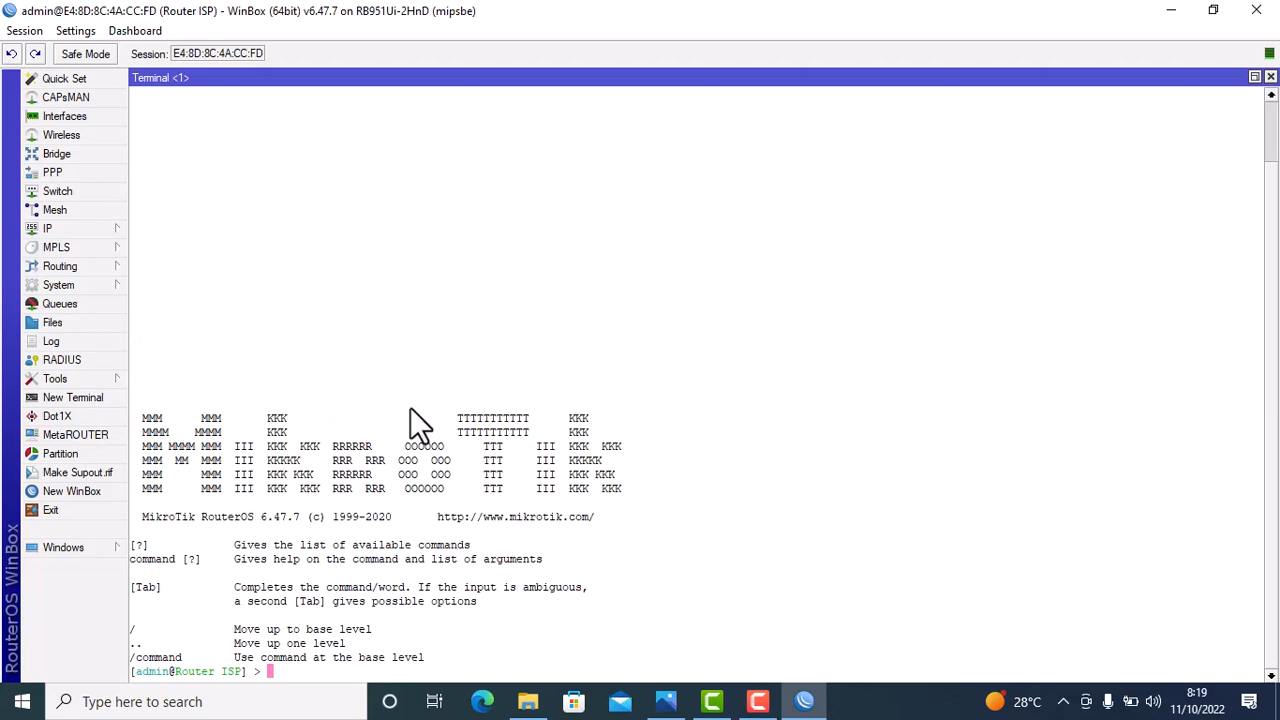 admin@E4:8D:8C:4A:CC:FD (Router ISP) - WinBox (64bit) v6.47.7 on RB951Ui-2HnD (mipsbe)
Session Settings Dashboard
Safe Mode Session: E4:8D:8C:4A:CC:FD
Quick Set
CAPsMAN
Interfaces
Wireless
Bridge
PPP
Switch
Mesh
IP
MPLS
Routing
System
Queues
Files
Log
RADIUS
Tools
New Terminal
Dot1X
MetaROUTER
Partition
Make Supout.rif
New WinBox
Exit
Windows
RouterOS WinBox
Terminal <1>
MMM      MMM       KKK                          TTTTTTTTTTT      KKK
MMMM    MMMM       KKK                          TTTTTTTTTTT      KKK
MMM MMMM MMM  III  KKK  KKK  RRRRRR     OOOOOO      TTT     III  KKK  KKK
MMM  MM  MMM  III  KKKKK     RRR  RRR  OOO  OOO     TTT     III  KKKKK
MMM      MMM  III  KKK KKK   RRRRRR    OOO  OOO     TTT     III  KKK KKK
MMM      MMM  III  KKK  KKK  RRR  RRR   OOOOOO      TTT     III  KKK  KKK
MikroTik RouterOS 6.47.7 (c) 1999-2020       http://www.mikrotik.com/
[?]             Gives the list of available commands
command [?]     Gives help on the command and list of arguments
[Tab]           Completes the command/word. If the input is ambiguous,
a second [Tab] gives possible options
/               Move up to base level
..              Move up one level
/command        Use command at the base level
[admin@Router ISP] >
Type here to search
28°C
8:19
11/10/2022